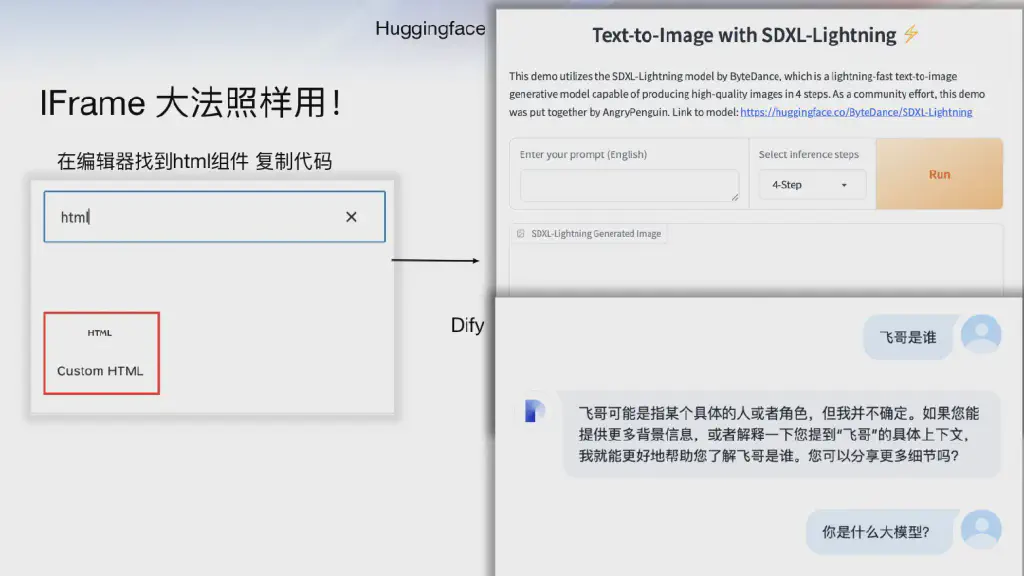 Huggingface
IFrame 大法照样用！
在编辑器找到html组件 复制代码
html
HTML
Custom HTML
Text-to-Image with SDXL-Lightning ⚡
This demo utilizes the SDXL-Lightning model by ByteDance, which is a lightning-fast text-to-image
generative model capable of producing high-quality images in 4 steps. As a community effort, this demo
was put together by AngryPenguin. Link to model: https://huggingface.co/ByteDance/SDXL-Lightning
Enter your prompt (English)
Select inference steps
4-Step
Run
SDXL-Lightning Generated Image
Dify
飞哥是谁
飞哥可能是指某个具体的人或者角色，但我并不确定。如果您能
提供更多背景信息，或者解释一下您提到“飞哥”的具体上下文，
我就能更好地帮助您了解飞哥是谁。您可以分享更多细节吗？
你是什么大模型？